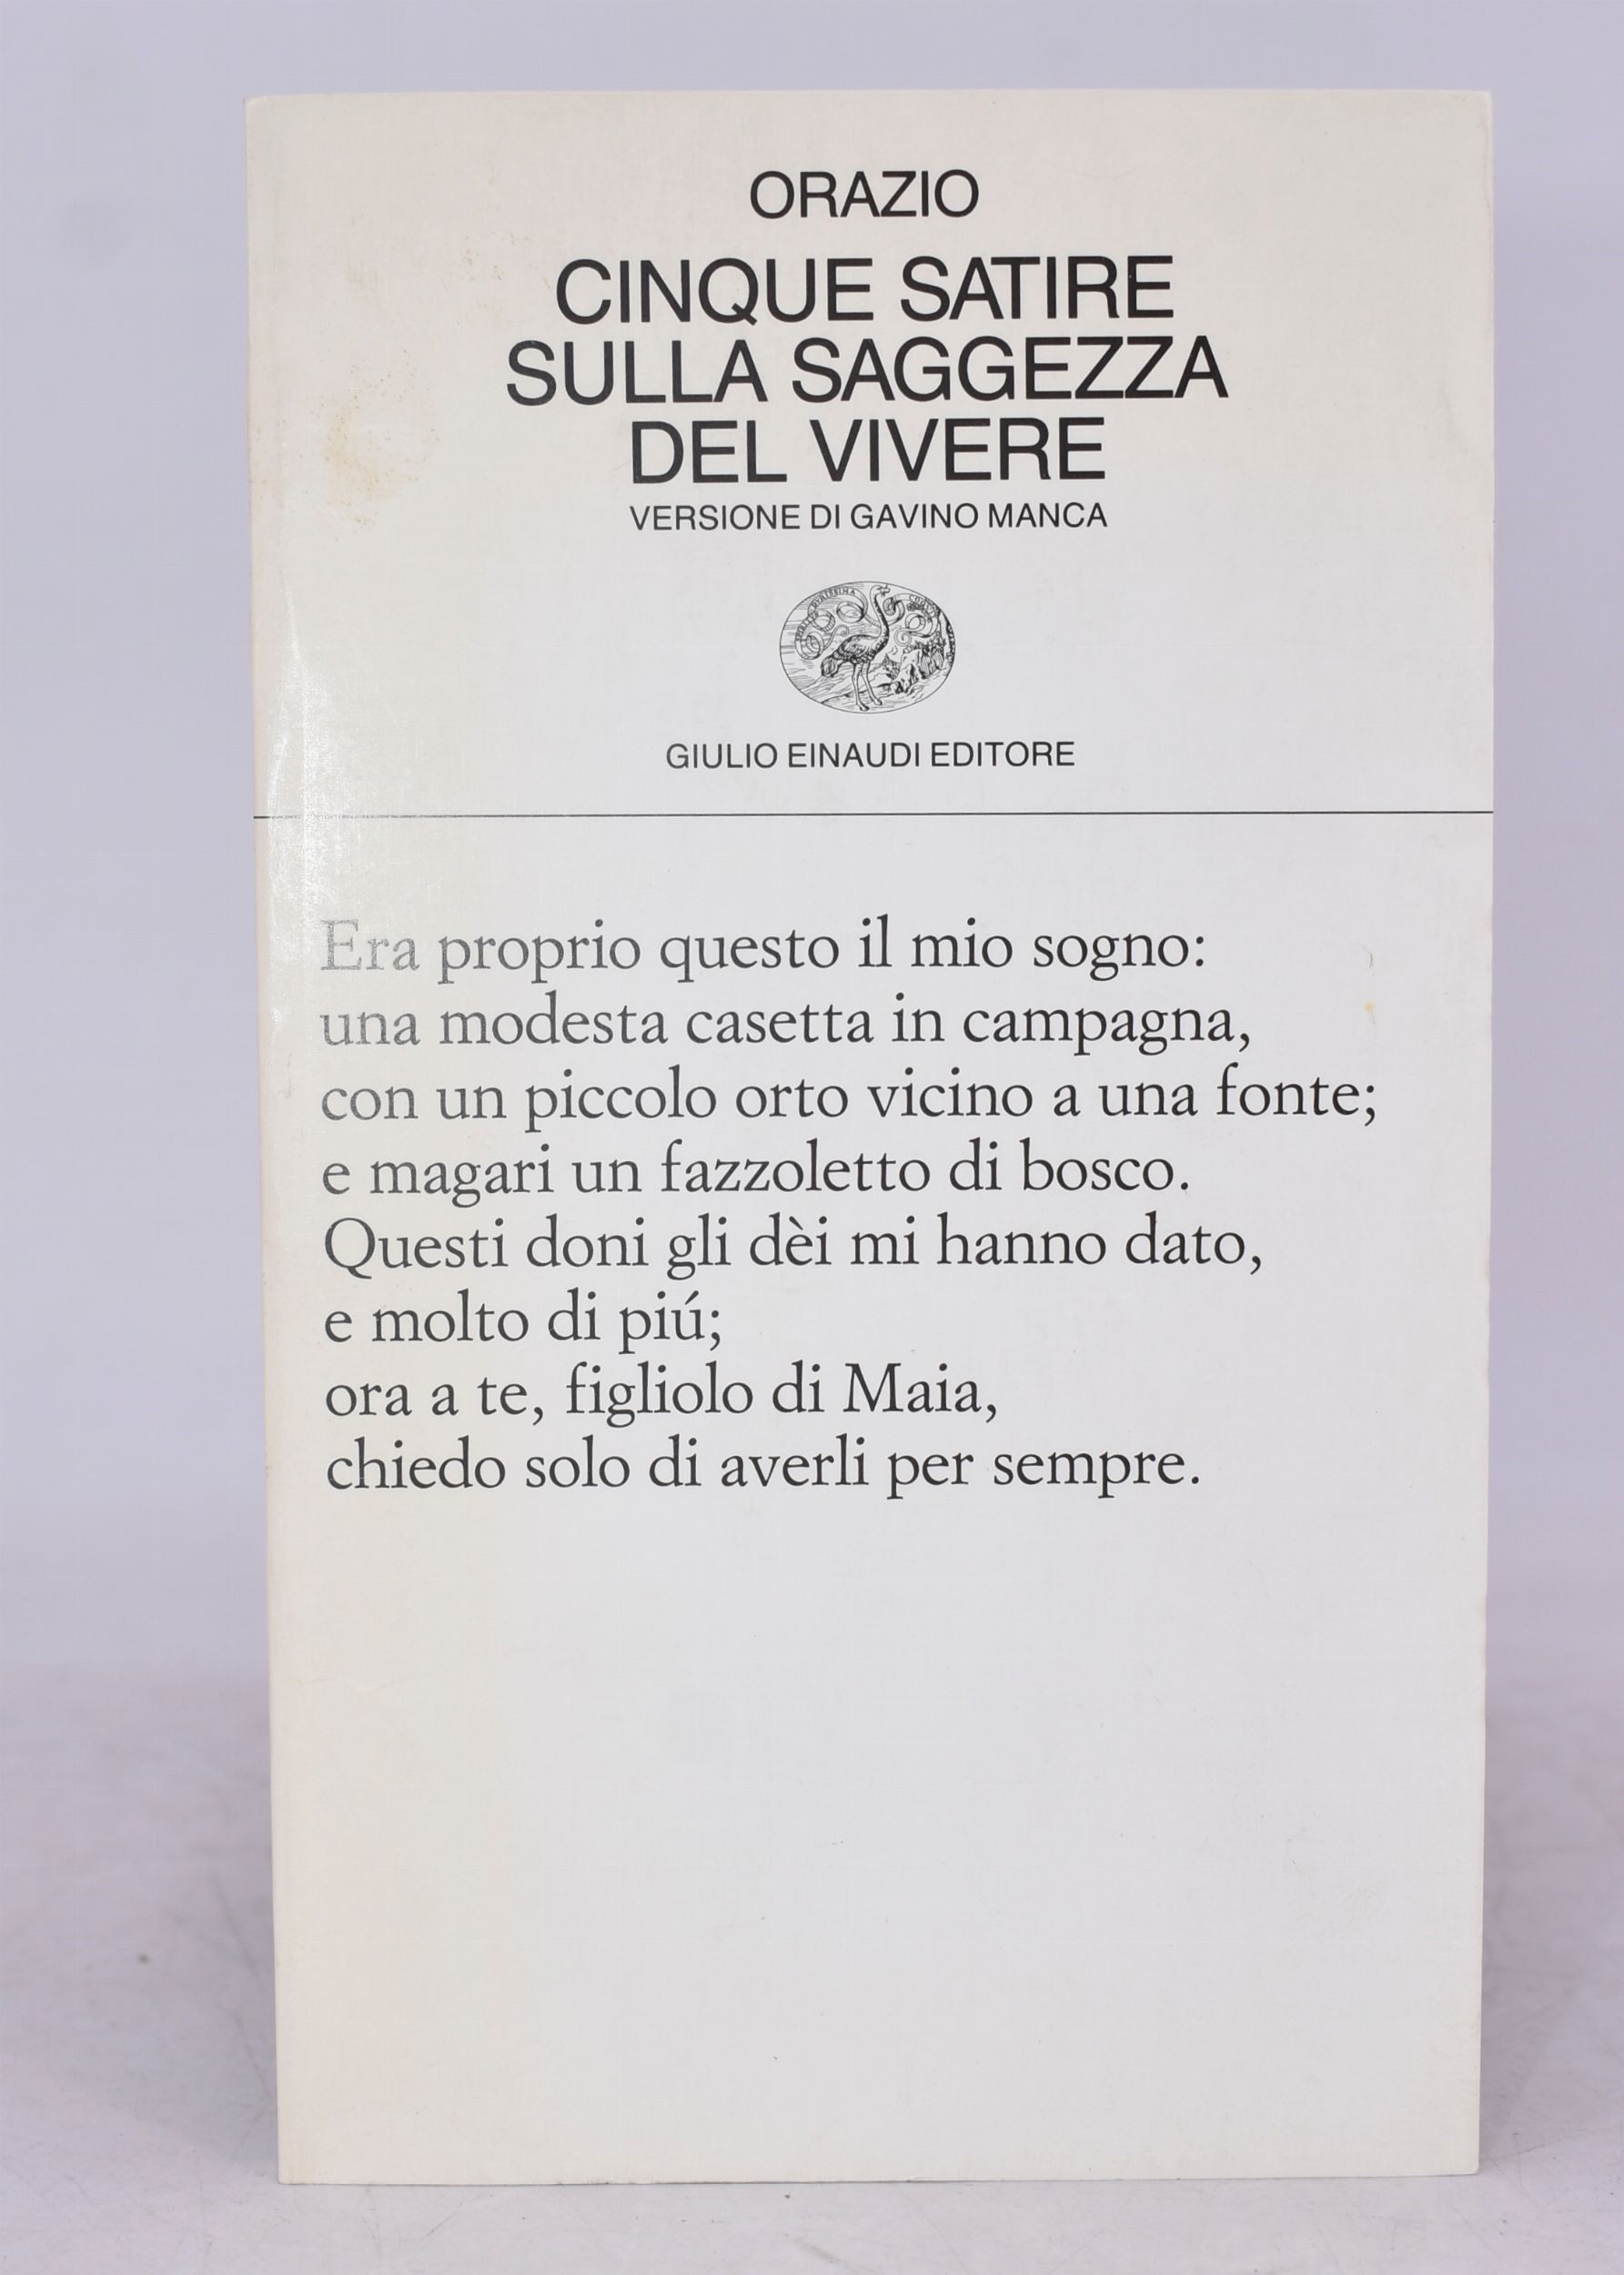 ORAZIO
CINQUE SATIRE
SULLA SAGGEZZA
DEL VIVERE
VERSIONE DI GAVINO MANCA
GIULIO EINAUDI EDITORE
Era proprio questo il mio sogno:
una modesta casetta in campagna,
con un piccolo orto vicino a una fonte;
e magari un fazzoletto di bosco.
Questi doni gli dèi mi hanno dato,
e molto di piú;
ora a te, figliolo di Maia,
chiedo solo di averli per sempre.